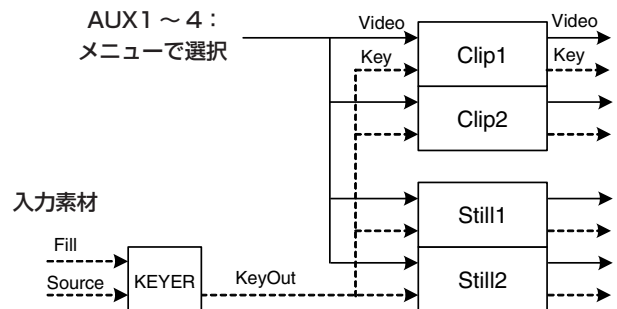 AUX1～4：
メニューで選択
Video
Key
Clip1
Video
Key
Clip2
入力素材
Fill
Source
KEYER
KeyOut
Still1
Still2